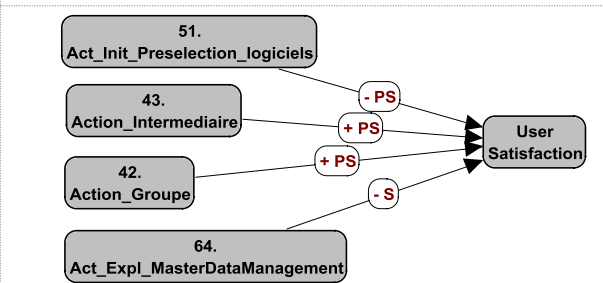 51.
Act_Init_Preselection_logiciels
- PS
43.
Action_Intermediaire
+ PS
User
Satisfaction
+ PS
42.
Action_Groupe
- S
64.
Act_Expl_MasterDataManagement